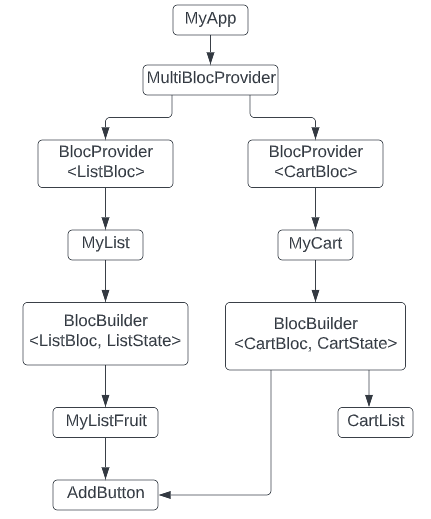 MyApp
MultiBlocProvider
BlocProvider
<ListBloc>
BlocProvider
<CartBloc>
MyList
MyCart
BlocBuilder
<ListBloc, ListState>
BlocBuilder
<CartBloc, CartState>
MyListFruit
CartList
AddButton